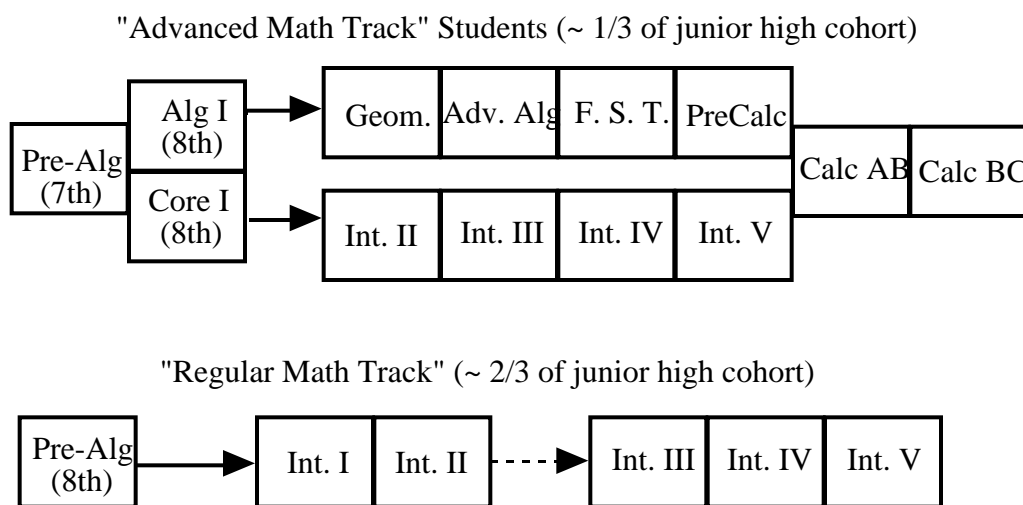 "Advanced Math Track" Students (~ 1/3 of junior high cohort)
Pre-Alg
(7th)
Alg I
(8th)
Core I
(8th)
Geom.
Adv. Alg
F. S. T.
PreCalc
Int. II
Int. III
Int. IV
Int. V
Calc AB
Calc BC
"Regular Math Track" (~ 2/3 of junior high cohort)
Pre-Alg
(8th)
Int. I
Int. II
Int. III
Int. IV
Int. V